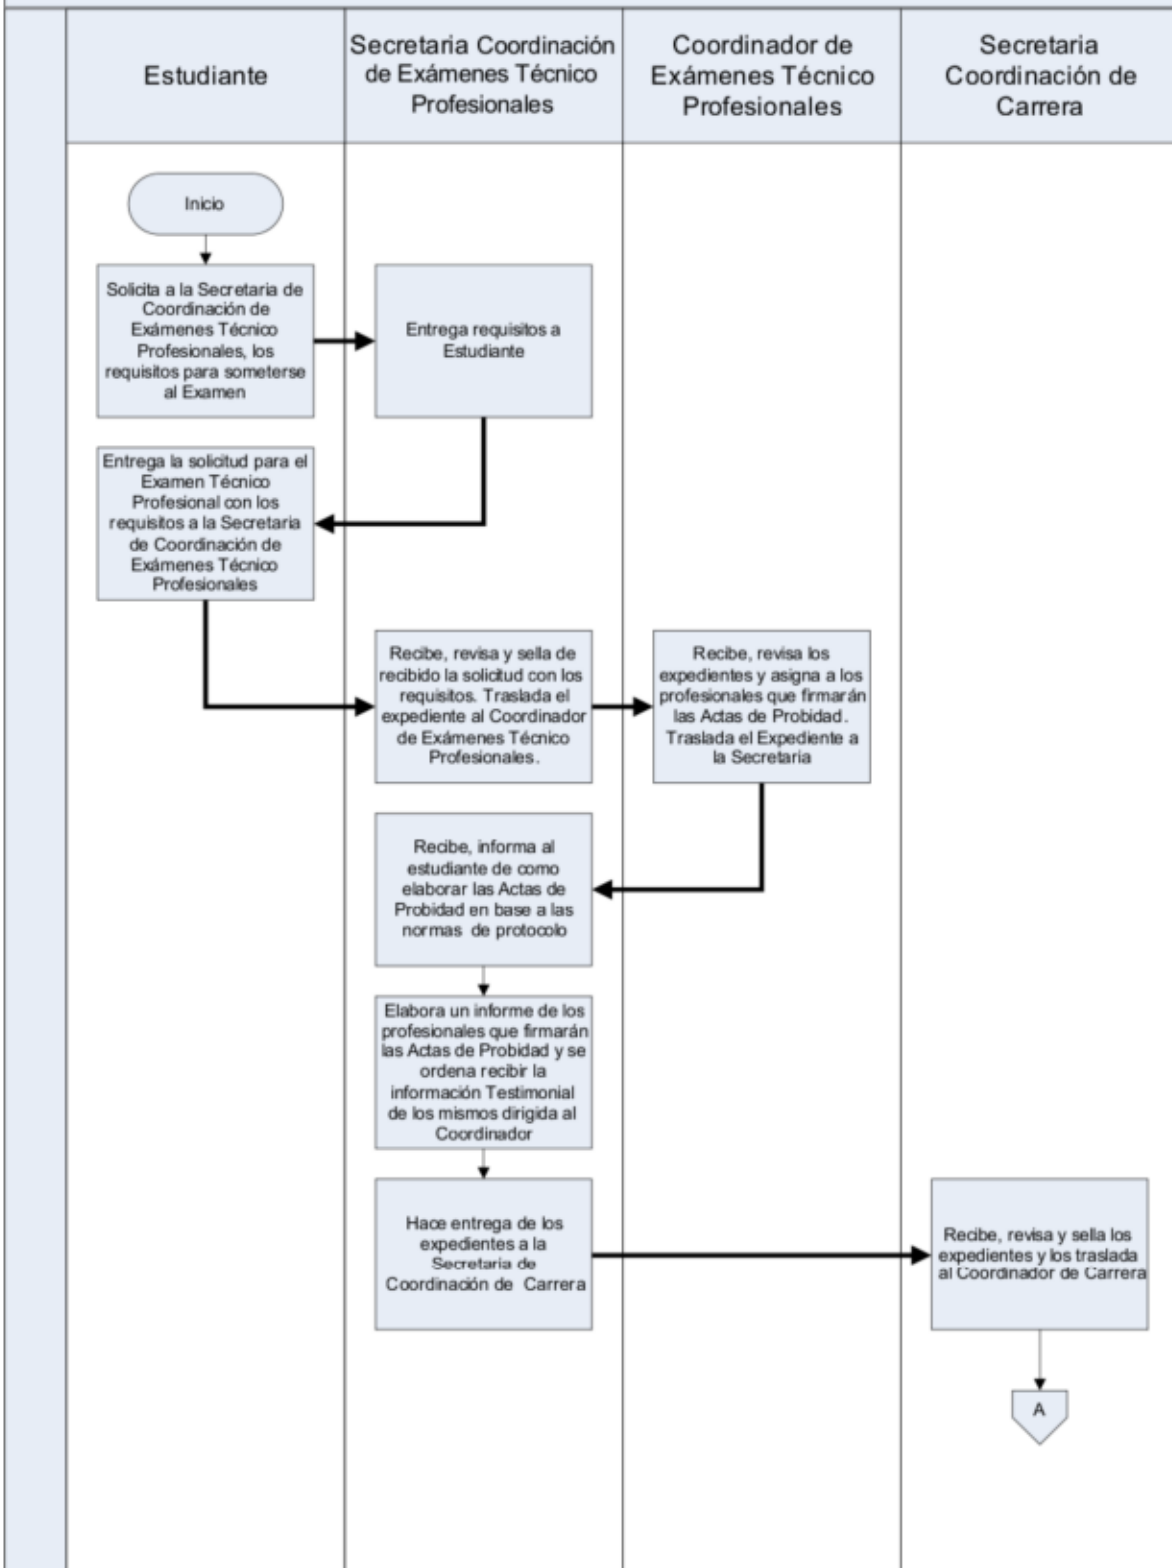 Estudiante
Secretaria Coordinación
de Exámenes Técnico
Profesionales
Coordinador de
Exámenes Técnico
Profesionales
Secretaria
Coordinación de
Carrera
Inicio
Solicita a la Secretaria de
Coordinación de
Exámenes Técnico
Profesionales, los
requisitos para someterse
al Examen
Entrega requisitos a
Estudiante
Entrega la solicitud para el
Examen Técnico
Profesional con los
requisitos a la Secretaria
de Coordinación de
Exámenes Técnico
Profesionales
Recibe, revisa y sella de
recibido la solicitud con los
requisitos. Traslada el
expediente al Coordinador
de Exámenes Técnico
Profesionales.
Recibe, revisa los
expedientes y asigna a los
profesionales que firmarán
las Actas de Probidad.
Traslada el Expediente a
la Secretaria
Recibe, informa al
estudiante de como
elaborar las Actas de
Probidad en base a las
normas de protocolo
Elabora un informe de los
profesionales que firmarán
las Actas de Probidad y se
ordena recibir la
información Testimonial
de los mismos dirigida al
Coordinador
Hace entrega de los
expedientes a la
Secretaria de
Coordinación de Carrera
Recibe, revisa y sella los
expedientes y los traslada
al Coordinador de Carrera
A